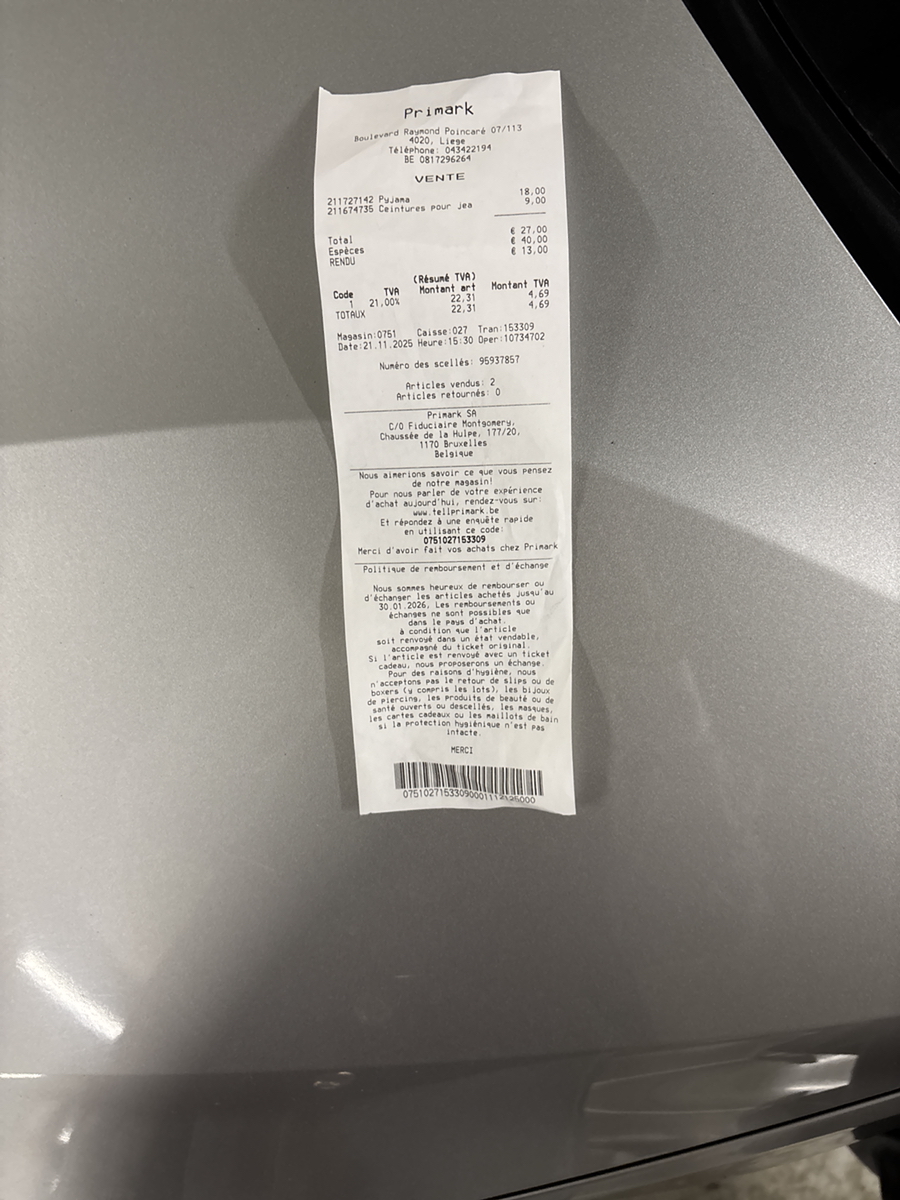 Primark
Boulevard Raymond Poincaré 07/113
4020, Liege
Téléphone: 043422194
BE 0817296264
VENTE
211727142 Pyjama 18,00
211674735 Ceintures pour jea 9,00
Total € 27,00
Espèces € 40,00
RENDU € 13,00
(Résumé TVA)
Code TVA Montant art Montant TVA
1 21,00% 22,31 4,69
TOTAUX 22,31 4,69
Magasin:0751 Caisse:027 Tran:153309
Date:21.11.2025 Heure:15:30 Oper:10734702
Numéro des scellés: 95937857
Articles vendus: 2
Articles retournés: 0
Primark SA
C/O Fiduciaire Montgomery,
Chaussée de la Hulpe, 177/20,
1170 Bruxelles
Belgique
Nous aimerions savoir ce que vous pensez
de notre magasin!
Pour nous parler de votre expérience
d'achat aujourd'hui, rendez-vous sur:
www.tellprimark.be
Et répondez à une enquête rapide
en utilisant ce code:
0751027153309
Merci d'avoir fait vos achats chez Primark
Politique de remboursement et d'échange
Nous sommes heureux de rembourser ou
d'échanger les articles achetés jusqu'au
30.01.2026, Les remboursements ou
échanges ne sont possibles que
dans le pays d'achat.
à condition que l'article
soit renvoyé dans un état vendable,
accompagné du ticket original.
Si l'article est renvoyé avec un ticket
cadeau, nous proposerons un échange.
Pour des raisons d'hygiène, nous
n'acceptons pas le retour de slips ou de
boxers (y compris les lots), les bijoux
de piercing, les produits de beauté ou de
santé ouverts ou descellés, les masques,
les cartes cadeaux ou les maillots de bain
si la protection hygiénique n'est pas
intacte.
MERCI